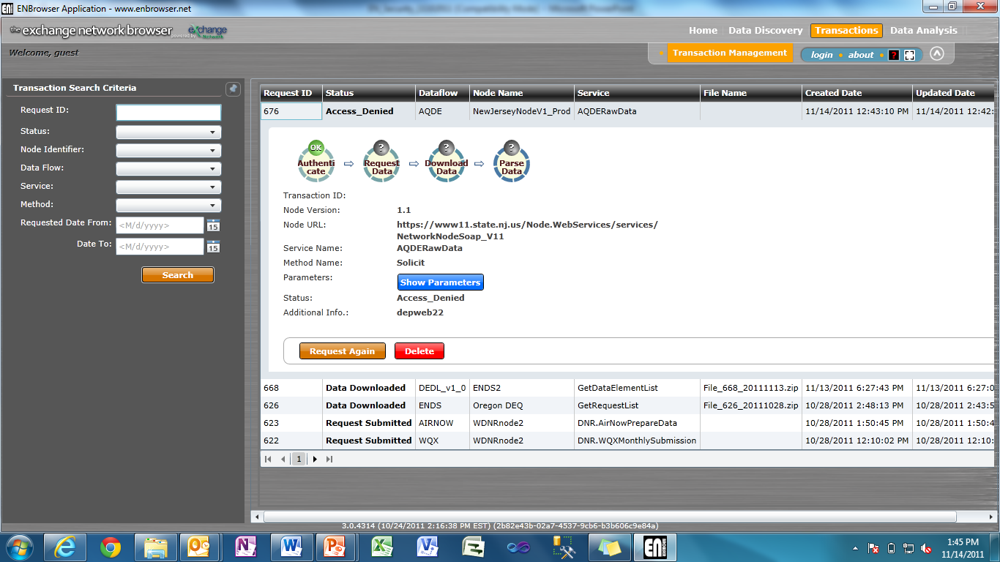 ENBrowser Application - www.enbrowser.net
the exchange network browser powered by exchange Network
Home Data Discovery Transactions Data Analysis
Welcome, guest
Transaction Management login about ?
Transaction Search Criteria
Request ID:
Status:
Node Identifier:
Data Flow:
Service:
Method:
Requested Date From: <M/d/yyyy> 15
Date To: <M/d/yyyy> 15
Search
Request ID Status Dataflow Node Name Service File Name Created Date Updated Date
676 Access_Denied AQDE NewJerseyNodeV1_Prod AQDERawData 11/14/2011 12:43:10 PM 11/14/2011 12:42:
OK ? ? ?
Authenti Request Download Parse
cate Data Data Data
Transaction ID:
Node Version: 1.1
Node URL: https://www11.state.nj.us/Node.WebServices/services/
NetworkNodeSoap_V11
Service Name: AQDERawData
Method Name: Solicit
Parameters: Show Parameters
Status: Access_Denied
Additional Info.: depweb22
Request Again Delete
668 Data Downloaded DEDL_v1_0 ENDS2 GetDataElementList File_668_20111113.zip 11/13/2011 6:27:43 PM 11/13/2011 6:27:0
626 Data Downloaded ENDS Oregon DEQ GetRequestList File_626_20111028.zip 10/28/2011 2:48:13 PM 10/28/2011 2:43:5
623 Request Submitted AIRNOW WDNRnode2 DNR.AirNowPrepareData 10/28/2011 1:50:45 PM 10/28/2011 1:50:4
622 Request Submitted WQX WDNRnode2 DNR.WQXMonthlySubmission 10/28/2011 12:10:02 PM 10/28/2011 12:10:
1
3.0.4314 (10/24/2011 2:16:38 PM EST) (2b82e43b-02a7-4537-9cb6-b3b606c9e84a)
1:45 PM
11/14/2011